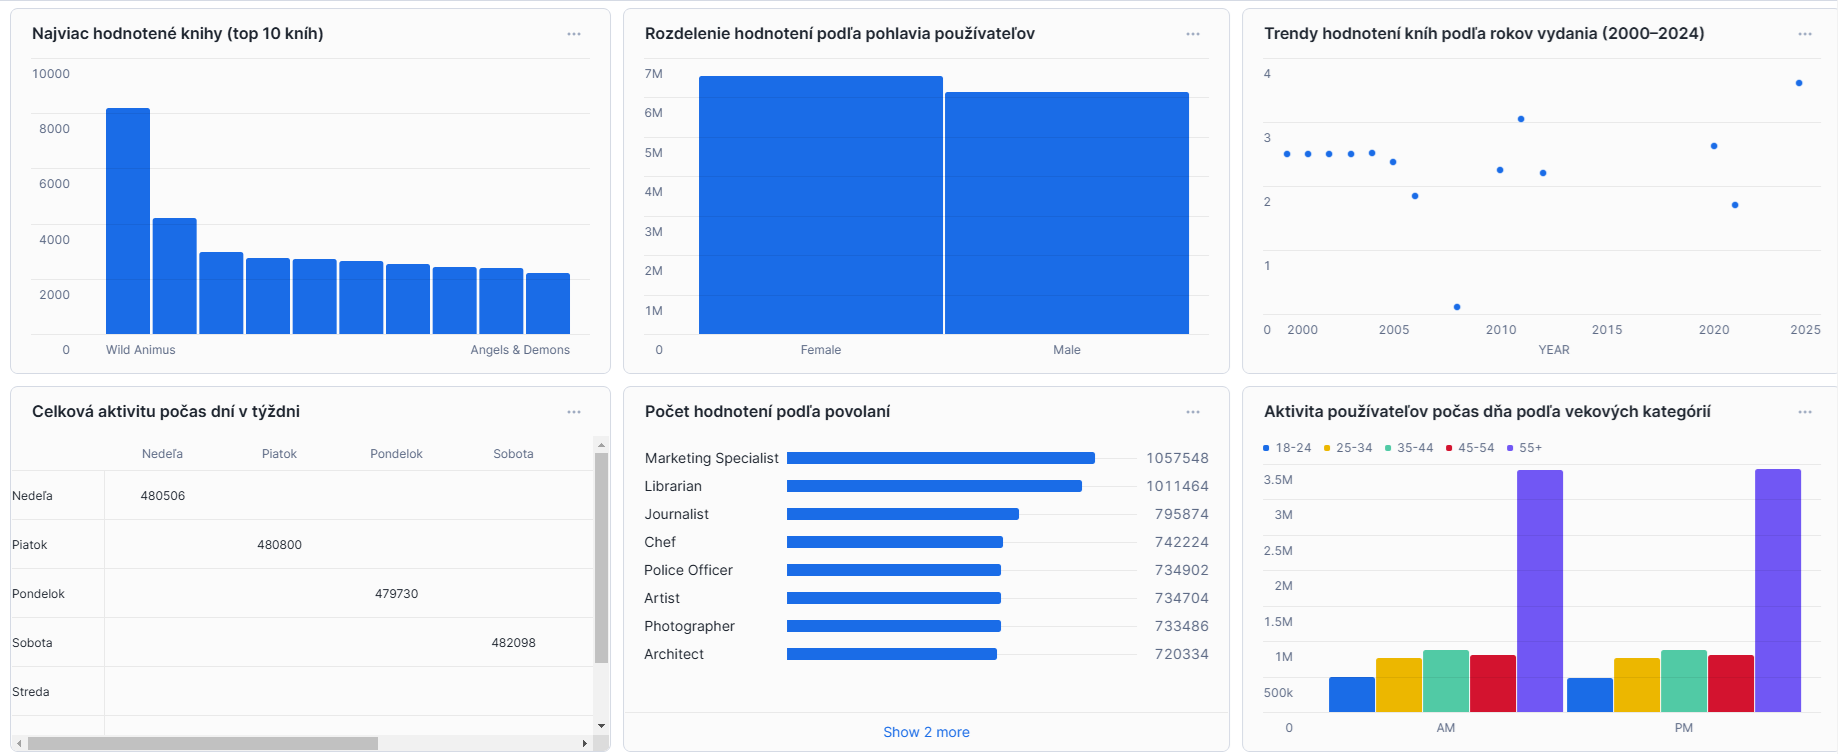 Najviac hodnotené knihy (top 10 kníh)
10000
8000
6000
4000
2000
0
Wild Animus
Angels & Demons
Rozdelenie hodnotení podľa pohlavia používateľov
7M
6M
5M
4M
3M
2M
1M
0
Female
Male
Trendy hodnotení kníh podľa rokov vydania (2000–2024)
4
3
2
1
0
2000
2005
2010
2015
2020
2025
YEAR
Celková aktivitu počas dní v týždni
Nedeľa
Piatok
Pondelok
Sobota
Nedeľa 480506
Piatok 480800
Pondelok 479730
Sobota 482098
Streda
Počet hodnotení podľa povolaní
Marketing Specialist 1057548
Librarian 1011464
Journalist 795874
Chef 742224
Police Officer 734902
Artist 734704
Photographer 733486
Architect 720334
Show 2 more
Aktivita používateľov počas dňa podľa vekových kategórií
18-24
25-34
35-44
45-54
55+
3.5M
3M
2.5M
2M
1.5M
1M
500k
0
AM
PM